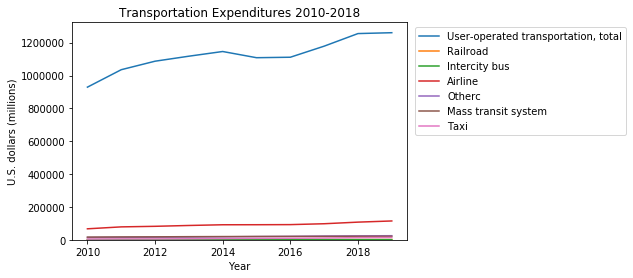 Transportation Expenditures 2010-2018
1200000
1000000
800000
600000
400000
200000
0
U.S. dollars (millions)
2010
2012
2014
2016
2018
Year
User-operated transportation, total
Railroad
Intercity bus
Airline
Otherc
Mass transit system
Taxi